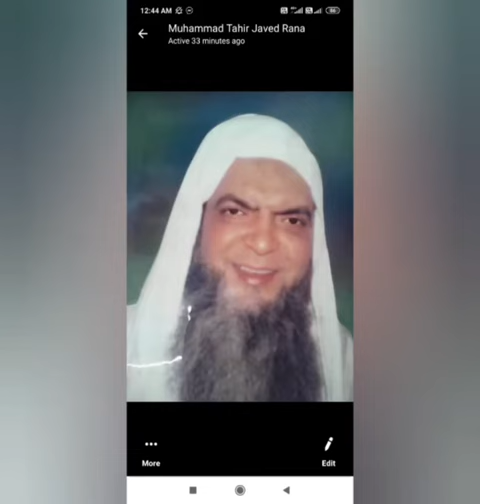 12:44 AM
Muhammad Tahir Javed Rana
Active 33 minutes ago
More
Edit